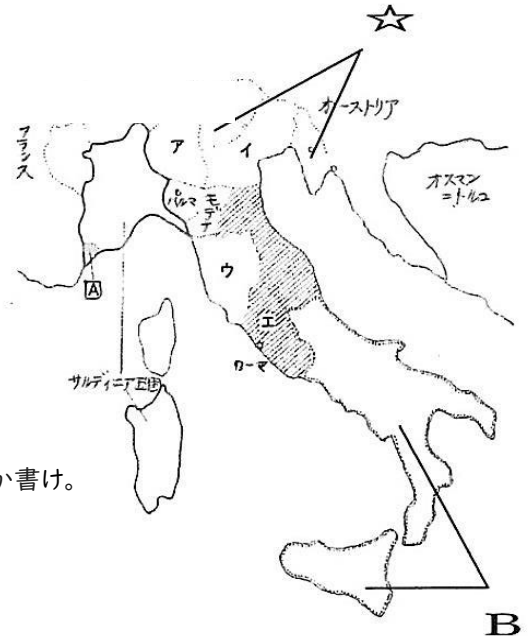 ☆
オーストリア
フランス
ア
イ
オスマン
=トルコ
パルマ
モデナ
ウ
A
エ
ローマ
サルディニア王国
か書け。
B